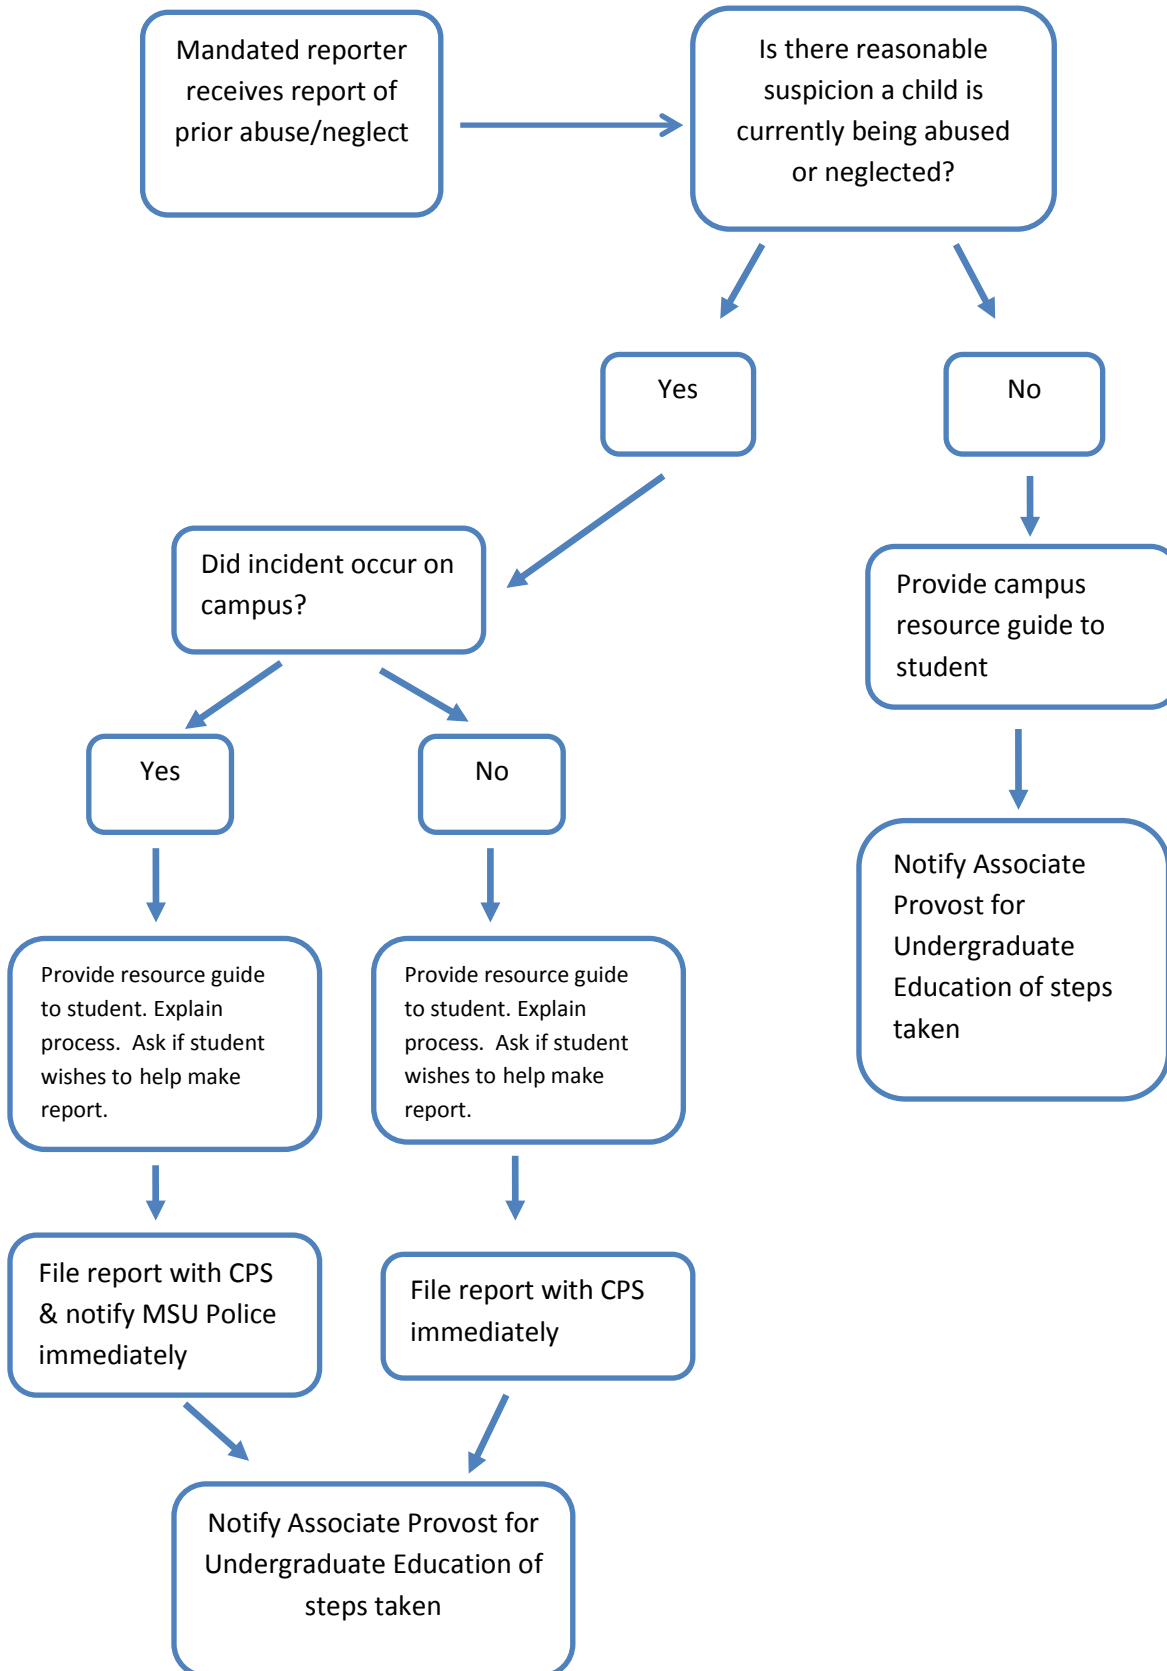 Mandated reporter
receives report of
prior abuse/neglect
Is there reasonable
suspicion a child is
currently being abused
or neglected?
Yes
No
Did incident occur on
campus?
Provide campus
resource guide to
student
Yes
No
Notify Associate
Provost for
Undergraduate
Education of steps
taken
Provide resource guide
to student. Explain
process.  Ask if student
wishes to help make
report.
Provide resource guide
to student. Explain
process.  Ask if student
wishes to help make
report.
File report with CPS
& notify MSU Police
immediately
File report with CPS
immediately
Notify Associate Provost for
Undergraduate Education of
steps taken